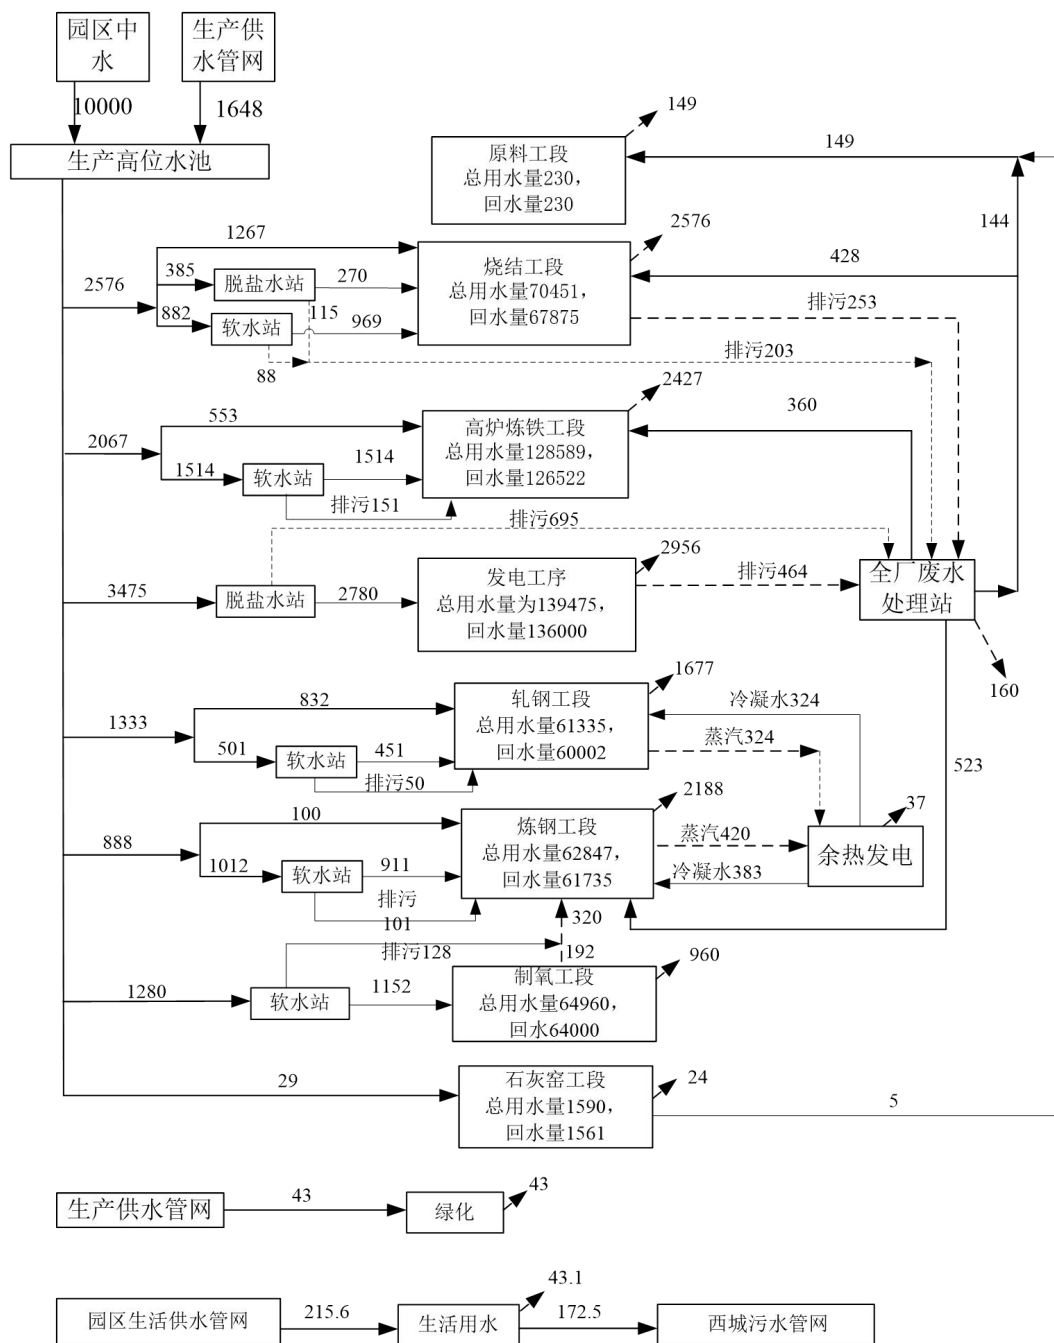 园区中
水
生产供
水管网
10000
1648
生产高位水池
149
原料工段
总用水量230，
回水量230
149
144
2576
1267
385
脱盐水站
270
115
882
软水站
969
88
烧结工段
总用水量70451，
回水量67875
2576
428
排污253
排污203
2067
553
1514
软水站
1514
排污151
高炉炼铁工段
总用水量128589，
回水量126522
2427
360
排污695
3475
脱盐水站
2780
发电工序
总用水量为139475，
回水量136000
2956
排污464
全厂废水
处理站
160
1333
832
501
软水站
451
排污50
轧钢工段
总用水量61335，
回水量60002
1677
冷凝水324
蒸汽324
523
888
100
1012
软水站
911
排污
101
炼钢工段
总用水量62847，
回水量61735
2188
蒸汽420
冷凝水383
37
余热发电
320
排污128
192
1280
软水站
1152
制氧工段
总用水量64960，
回水64000
960
29
石灰窑工段
总用水量1590，
回水量1561
24
5
生产供水管网
43
绿化
43
园区生活供水管网
215.6
生活用水
43.1
172.5
西城污水管网